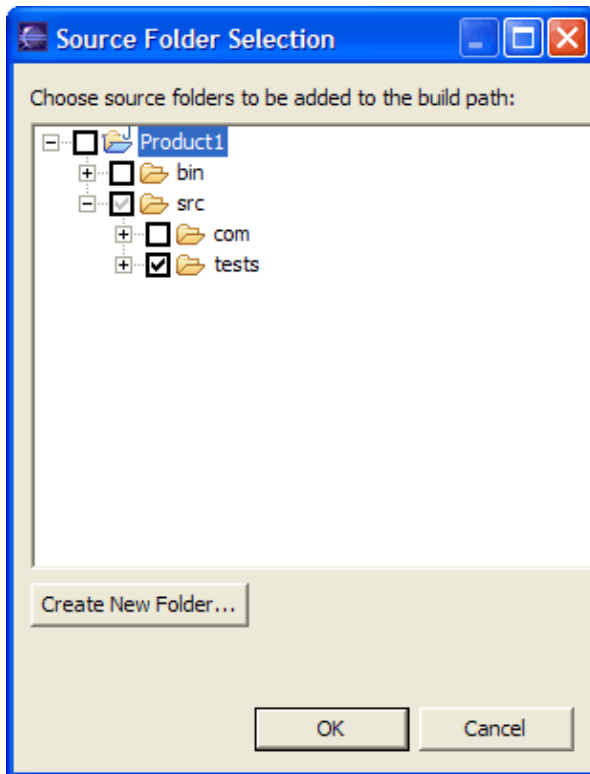 Source Folder Selection
Choose source folders to be added to the build path:
Product1
bin
src
com
tests
Create New Folder...
OK
Cancel